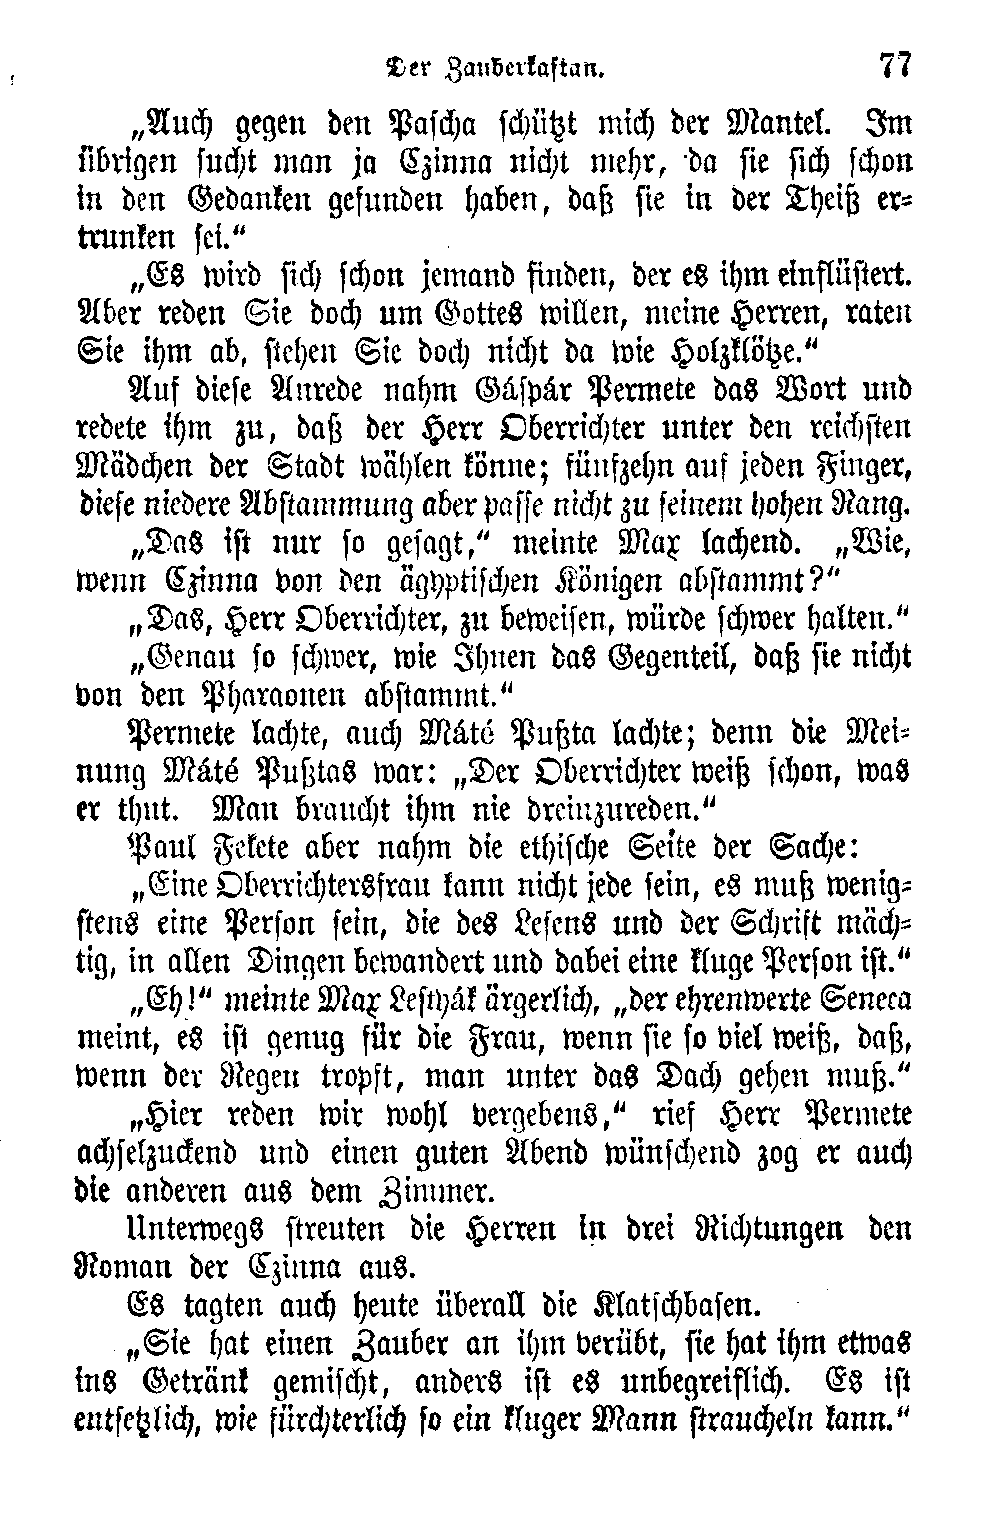 Der Zauberkaftan. 77
„Auch gegen den Pascha schützt mich der Mantel. Im
übrigen sucht man ja Czinna nicht mehr, da sie sich schon
in den Gedanken gefunden haben, daß sie in der Theiß er-
trunken sei.“
„Es wird sich schon jemand finden, der es ihm einflüstert.
Aber reden Sie doch um Gottes willen, meine Herren, raten
Sie ihm ab, stehen Sie doch nicht da wie Holzklötze.“
Auf diese Anrede nahm Gáspár Permete das Wort und
redete ihm zu, daß der Herr Oberrichter unter den reichsten
Mädchen der Stadt wählen könne; fünfzehn auf jeden Finger,
diese niedere Abstammung aber passe nicht zu seinem hohen Rang.
„Das ist nur so gesagt,“ meinte Max lachend. „Wie,
wenn Czinna von den ägyptischen Königen abstammt?“
„Das, Herr Oberrichter, zu beweisen, würde schwer halten.“
„Genau so schwer, wie Ihnen das Gegenteil, daß sie nicht
von den Pharaonen abstammt.“
Permete lachte, auch Máté Pußta lachte; denn die Mei-
nung Máté Pußtas war: „Der Oberrichter weiß schon, was
er thut. Man braucht ihm nie dreinzureden.“
Paul Fekete aber nahm die ethische Seite der Sache:
„Eine Oberrichtersfrau kann nicht jede sein, es muß wenig-
stens eine Person sein, die des Lesens und der Schrift mäch-
tig, in allen Dingen bewandert und dabei eine kluge Person ist.“
„Eh!“ meinte Max Lesthák ärgerlich, „der ehrenwerte Seneca
meint, es ist genug für die Frau, wenn sie so viel weiß, daß,
wenn der Regen tropft, man unter das Dach gehen muß.“
„Hier reden wir wohl vergebens,“ rief Herr Permete
achselzuckend und einen guten Abend wünschend zog er auch
die anderen aus dem Zimmer.
Unterwegs streuten die Herren in drei Richtungen den
Roman der Czinna aus.
Es tagten auch heute überall die Klatschbasen.
„Sie hat einen Zauber an ihm verübt, sie hat ihm etwas
ins Getränk gemischt, anders ist es unbegreiflich. Es ist
entsetzlich, wie fürchterlich so ein kluger Mann straucheln kann.“